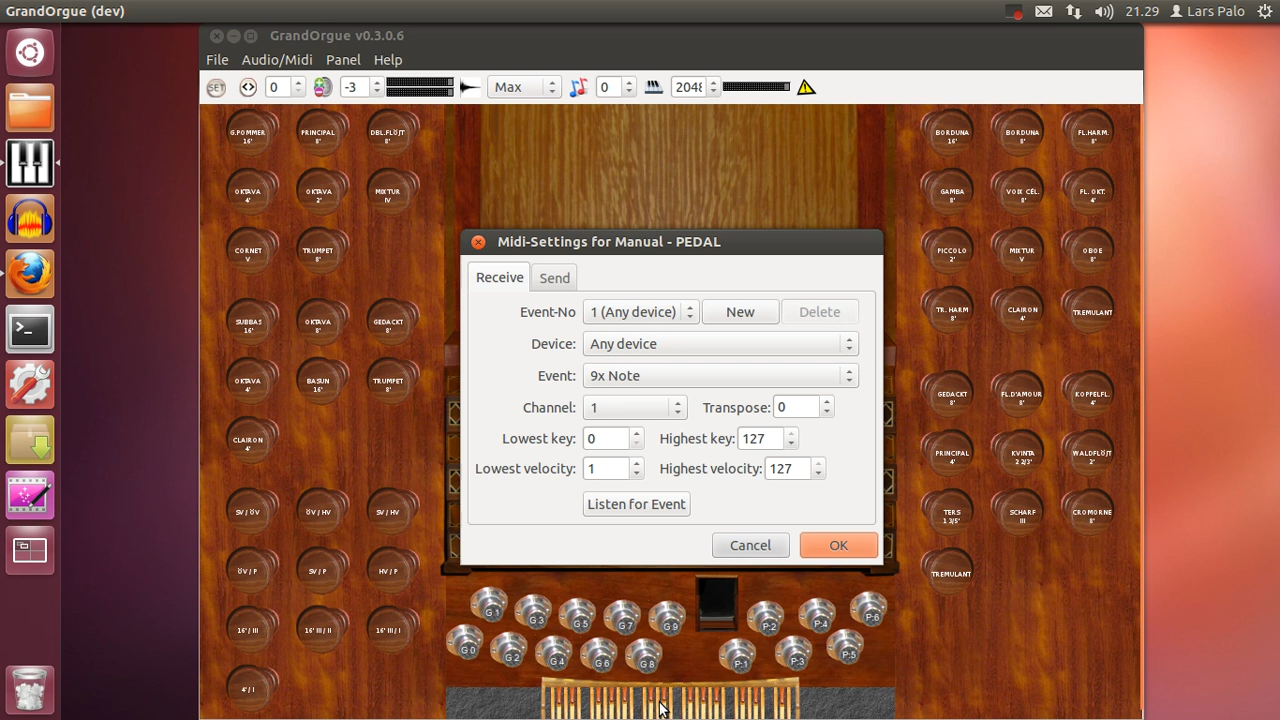 GrandOrgue (dev)
21.29 Lars Palo
GrandOrgue v0.3.0.6
File Audio/Midi Panel Help
SET 0 -3 Max 0 2048
G.POMMER 16' PRINCIPAL 8' DBL.FLÖJT 8'
BORDUNA 16' BORDUNA 8' FL.HARM. 8'
OKTAVA 4' OKTAVA 2' MIXTUR IV
GAMBA 8' VOIX CÉL. 8' FL. OKT. 4'
CORNET V TRUMPET 8'
PICCOLO 2' MIXTUR V OBOE 8'
SUBBAS 16' OKTAVA 8' GEDACKT 8'
TR. HARM 8' CLAIRON 4' TREMULANT
OKTAVA 4' BASUN 16' TRUMPET 8'
GEDACKT 8' FL.D'AMOUR 8' KOPPELFL. 4'
CLAIRON 4'
PRINCIPAL 4' KVINTA 2 2/3' WALDFLÖJT 2'
SV / ÖV ÖV / HV SV / HV
TERS 1 3/5' SCHARF III CROMORNE 8'
ÖV / P SV / P HV / P
TREMULANT
16' / III 16' III / II 16' III / I
4' / I
Midi-Settings for Manual - PEDAL
Receive Send
Event-No 1 (Any device) New Delete
Device: Any device
Event: 9x Note
Channel: 1 Transpose: 0
Lowest key: 0 Highest key: 127
Lowest velocity: 1 Highest velocity: 127
Listen for Event
Cancel OK
G 1 G 3 G 5 G 7 G 9 P:2 P:4 P:6
G 0 G 2 G 4 G 6 G 8 P:1 P:3 P:5